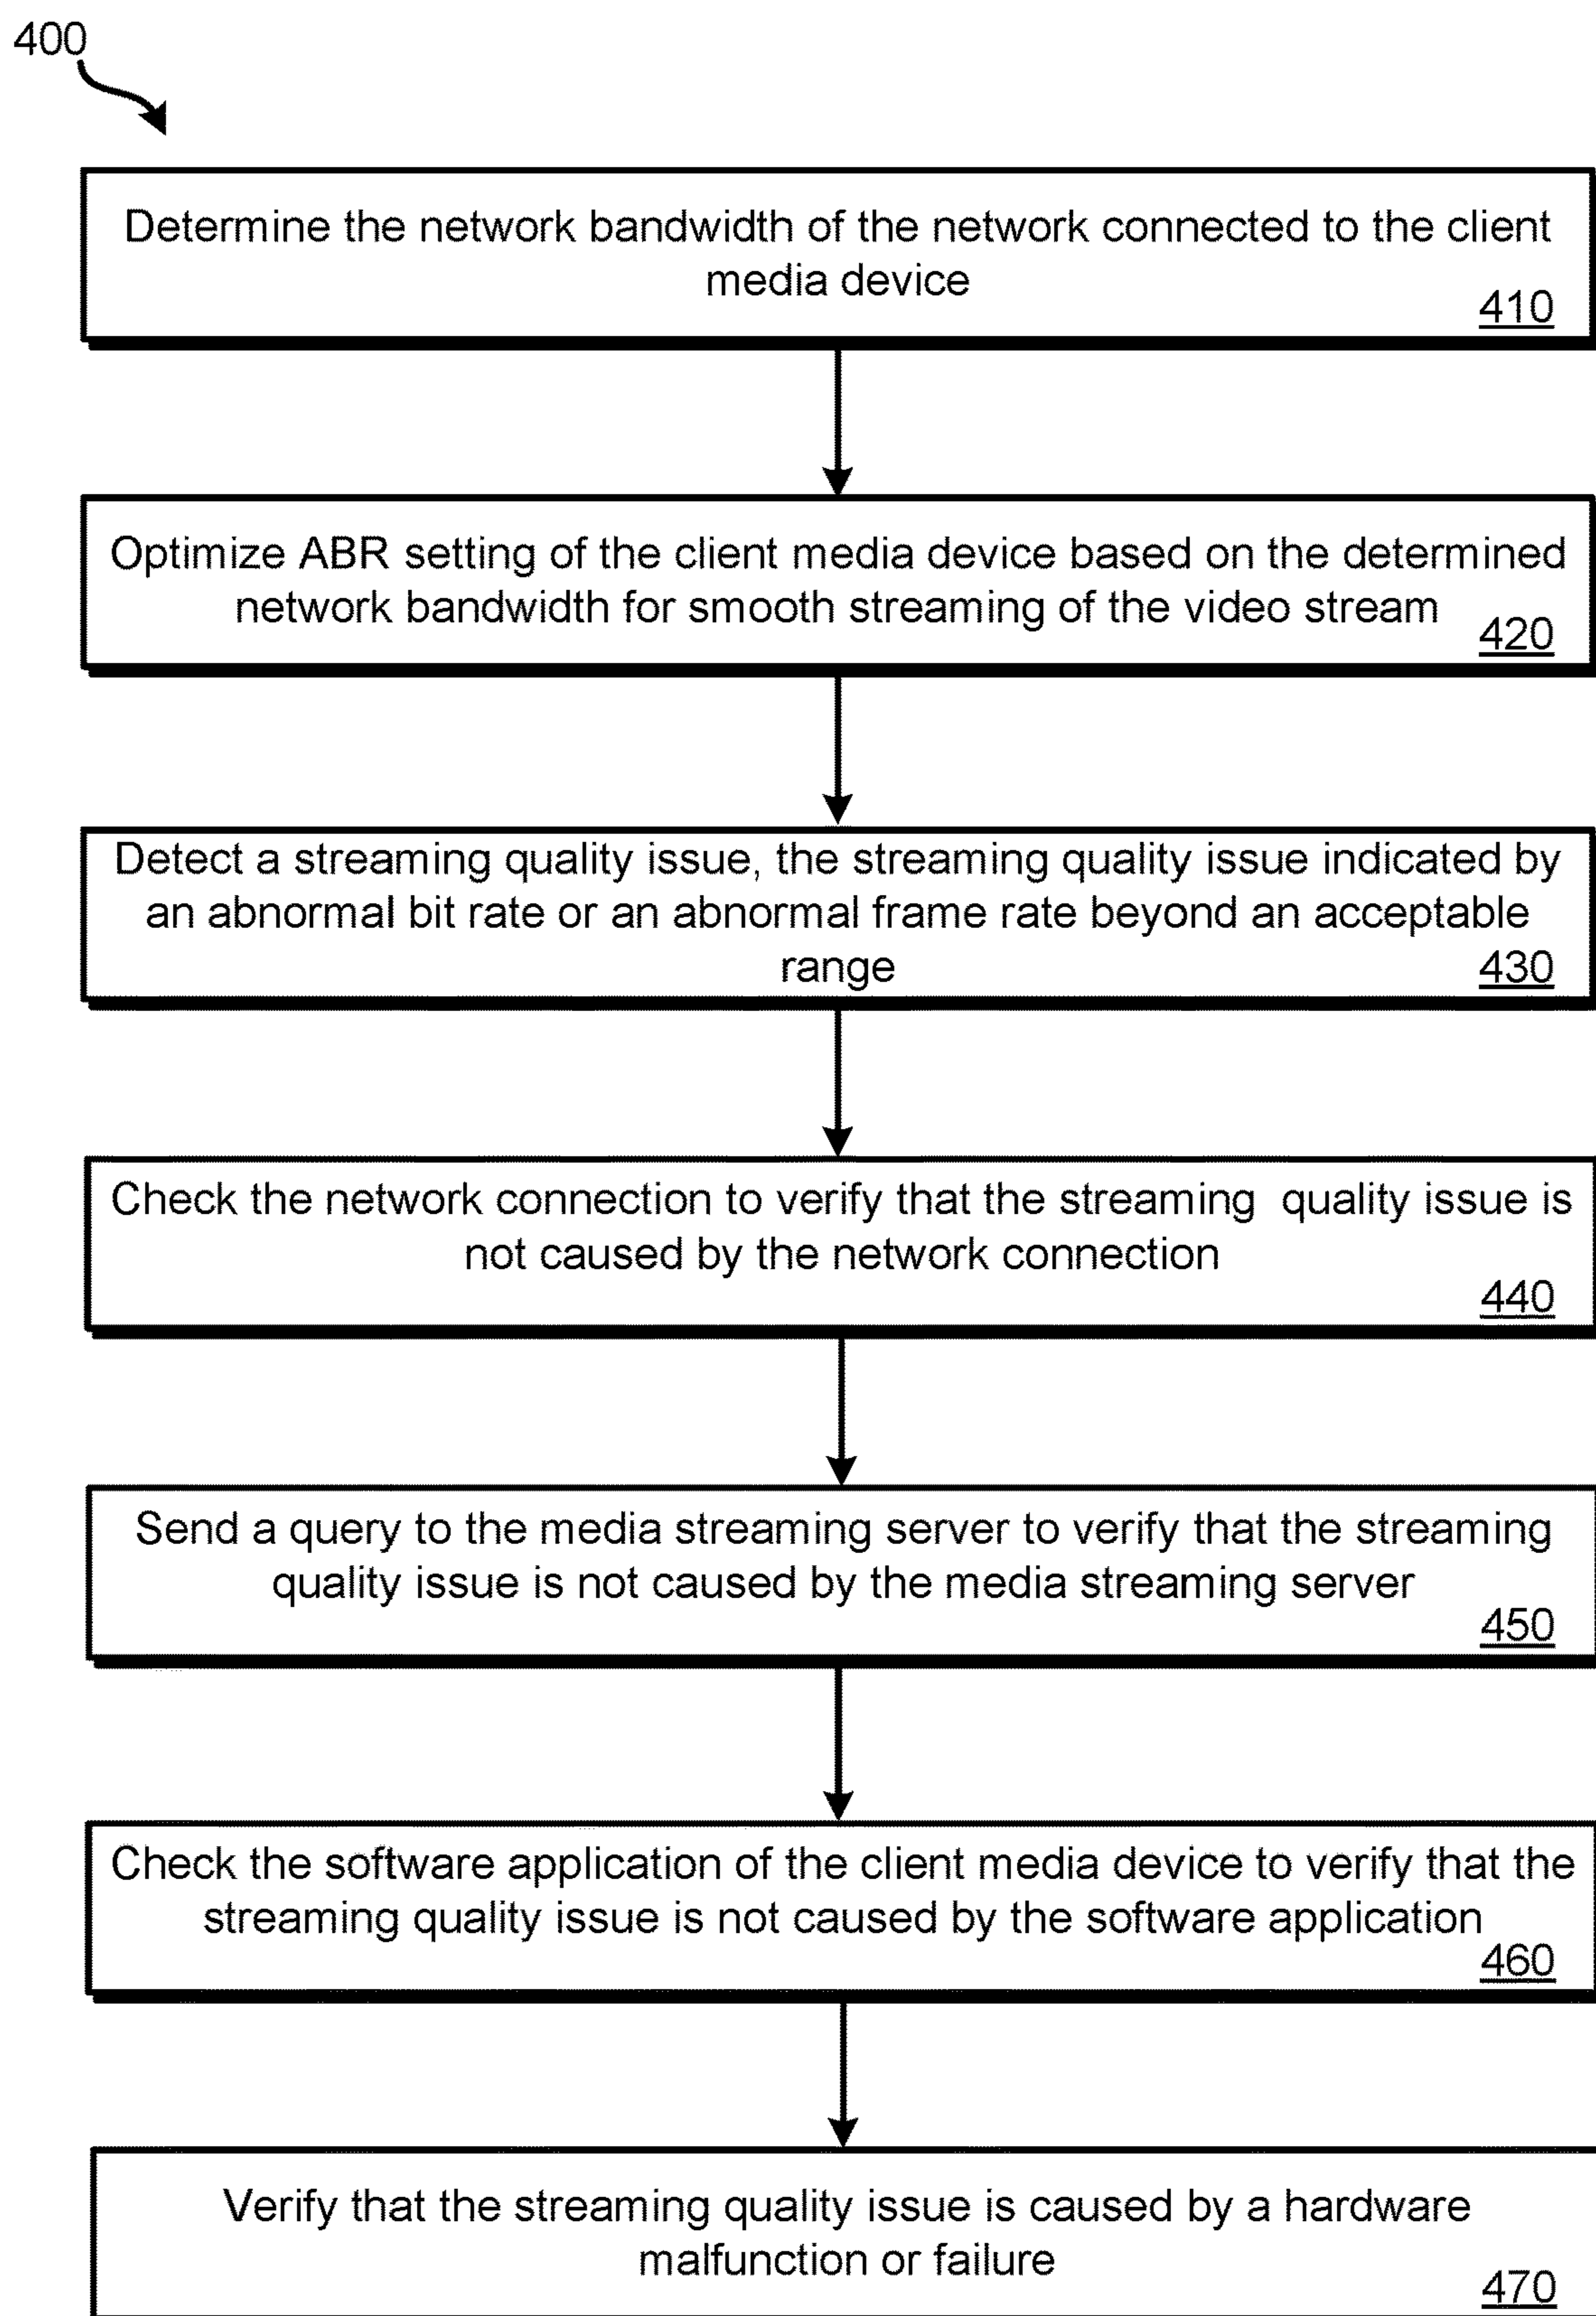 400
Determine the network bandwidth of the network connected to the client
media device
410
Optimize ABR setting of the client media device based on the determined
network bandwidth for smooth streaming of the video stream
420
Detect a streaming quality issue, the streaming quality issue indicated by
an abnormal bit rate or an abnormal frame rate beyond an acceptable
range
430
Check the network connection to verify that the streaming quality issue is
not caused by the network connection
440
Send a query to the media streaming server to verify that the streaming
quality issue is not caused by the media streaming server
450
Check the software application of the client media device to verify that the
streaming quality issue is not caused by the software application
460
Verify that the streaming quality issue is caused by a hardware
malfunction or failure
470